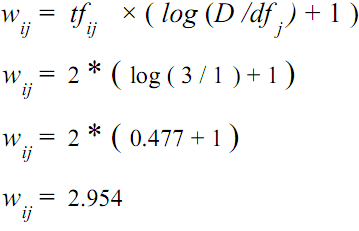 w_ij = tf_ij × ( log ( D /df_j ) + 1 )
w_ij = 2 * ( log ( 3 / 1 ) + 1 )
w_ij = 2 * ( 0.477 + 1 )
w_ij = 2.954